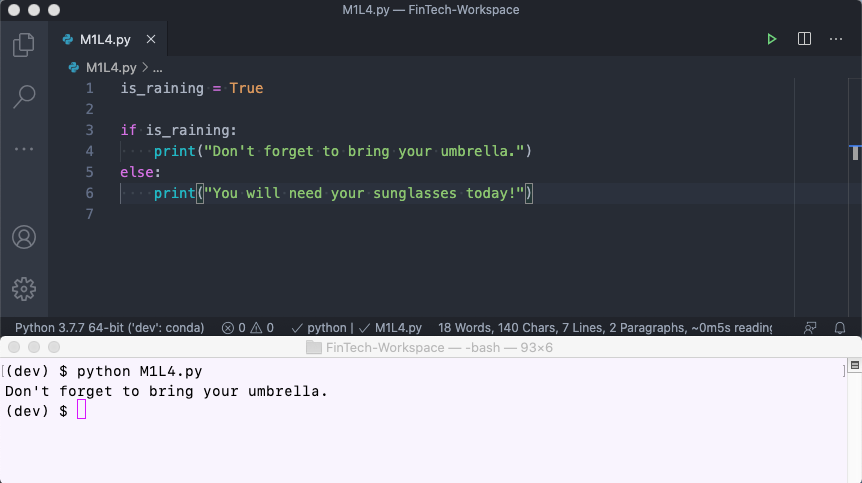 M1L4.py — FinTech-Workspace
M1L4.py
M1L4.py > ...
1 is_raining = True
2
3 if is_raining:
4     print("Don't forget to bring your umbrella.")
5 else:
6     print("You will need your sunglasses today!")
7
Python 3.7.7 64-bit ('dev': conda) 0 0 python | M1L4.py 18 Words, 140 Chars, 7 Lines, 2 Paragraphs, ~0m5s reading
FinTech-Workspace — -bash — 93×6
(dev) $ python M1L4.py
Don't forget to bring your umbrella.
(dev) $